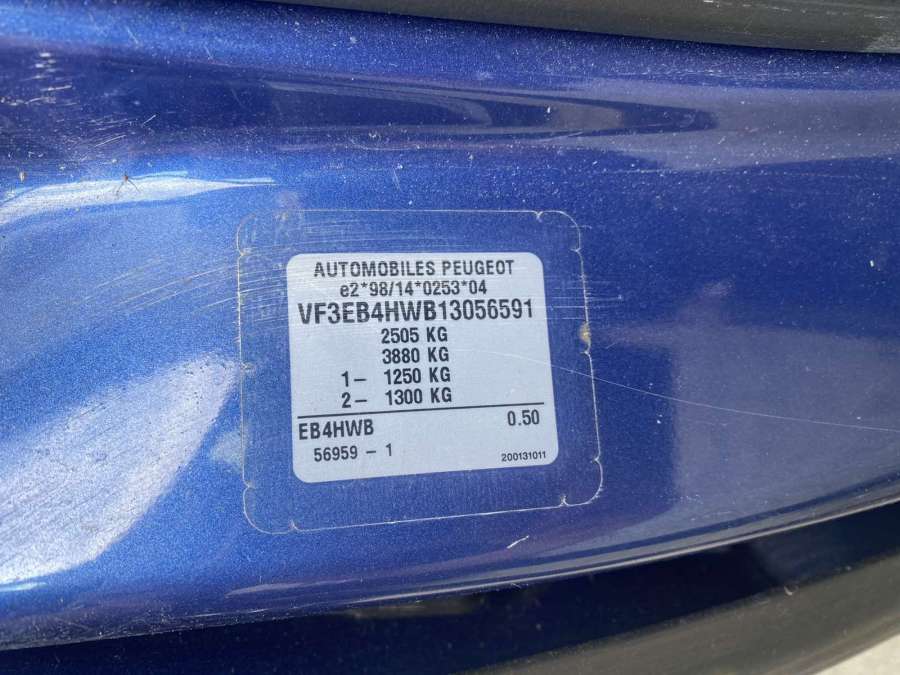 AUTOMOBILES PEUGEOT
e2*98/14*0253*04
VF3EB4HWB13056591
2505 KG
3880 KG
1- 1250 KG
2- 1300 KG
EB4HWB 0.50
56959 - 1
200131011